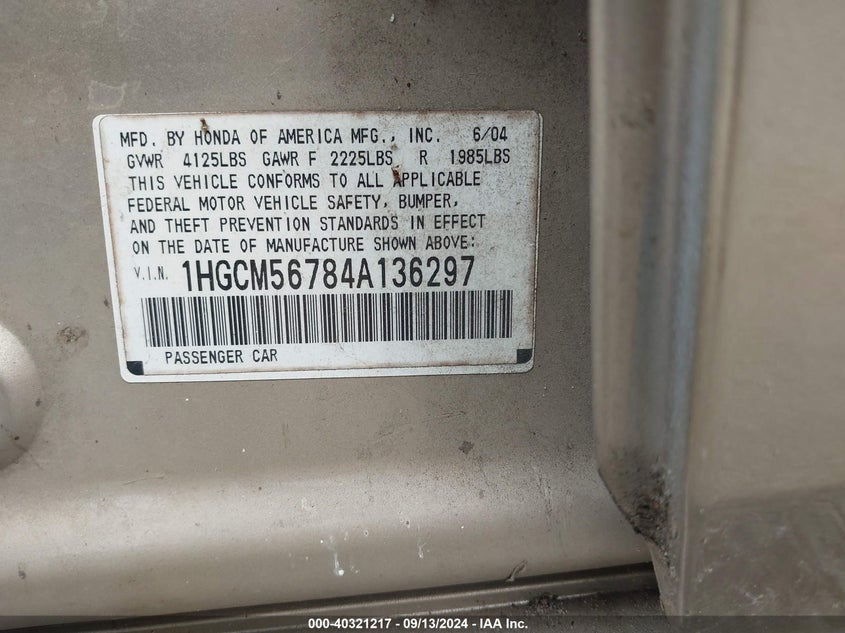 MFD. BY HONDA OF AMERICA MFG., INC. 6/04
GVWR 4125LBS GAWR F 2225LBS R 1985LBS
THIS VEHICLE CONFORMS TO ALL APPLICABLE
FEDERAL MOTOR VEHICLE SAFETY, BUMPER,
AND THEFT PREVENTION STANDARDS IN EFFECT
ON THE DATE OF MANUFACTURE SHOWN ABOVE:
V.I.N. 1HGCM56784A136297
PASSENGER CAR
000-40321217 - 09/13/2024 - IAA Inc.